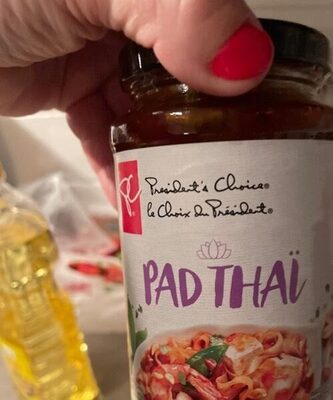 PC
President's Choice®
le Choix du Président®
PAD THAÏ